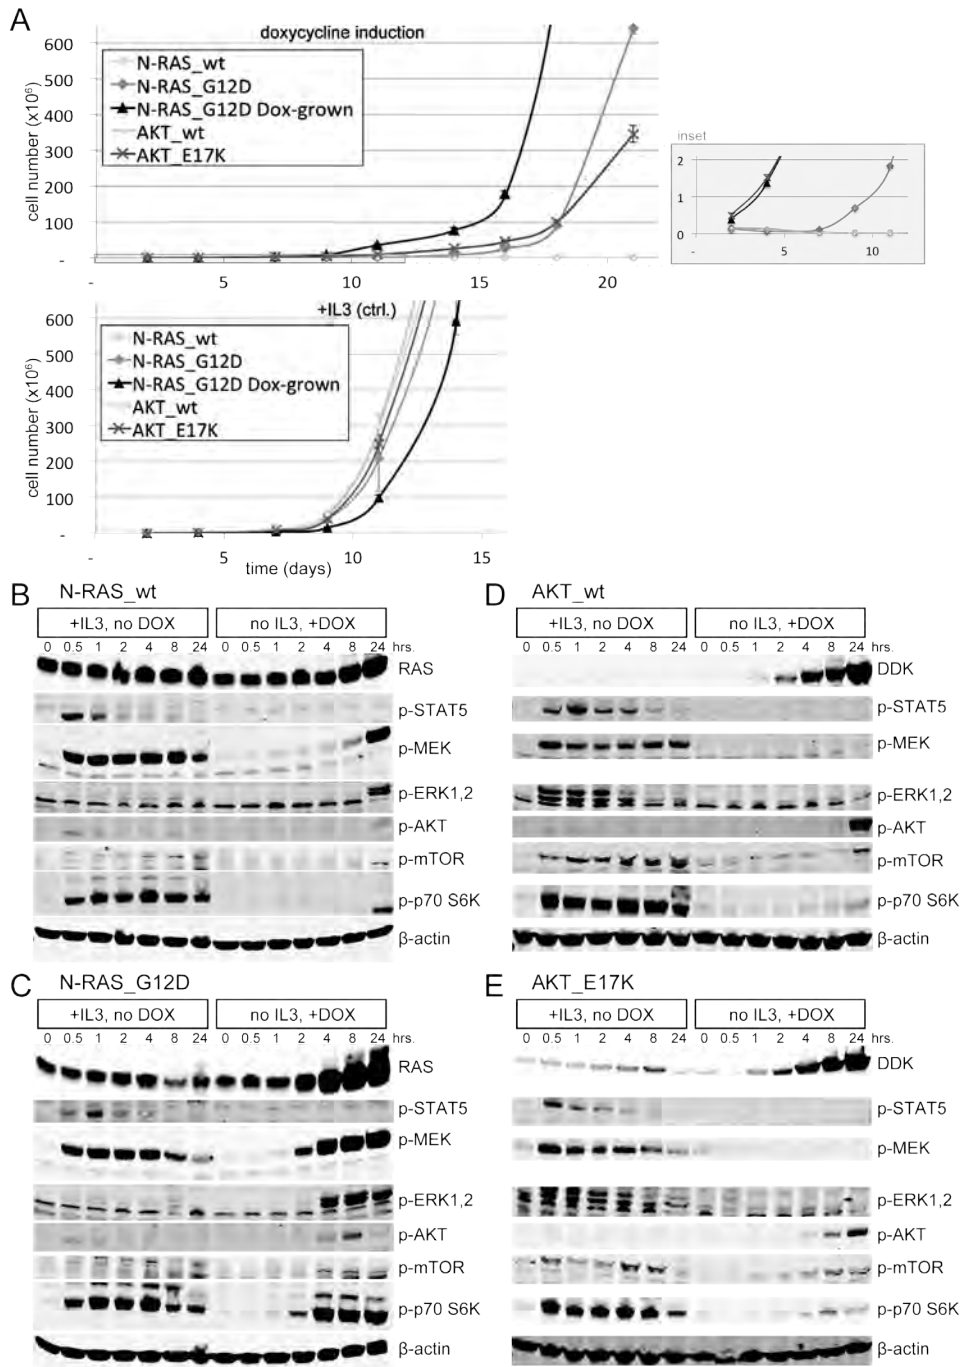 A
doxycycline induction
cell number (x10⁶)
600
500
400
300
200
100
-
- 5 10 15 20
N-RAS_wt
N-RAS_G12D
N-RAS_G12D Dox-grown
AKT_wt
AKT_E17K
inset
2
1
0
- 5 10
+IL3 (ctrl.)
cell number (x10⁶)
600
500
400
300
200
100
-
- 5 10 15
time (days)
N-RAS_wt
N-RAS_G12D
N-RAS_G12D Dox-grown
AKT_wt
AKT_E17K
B N-RAS_wt
+IL3, no DOX no IL3, +DOX
0 0.5 1 2 4 8 24 0 0.5 1 2 4 8 24 hrs.
RAS
p-STAT5
p-MEK
p-ERK1,2
p-AKT
p-mTOR
p-p70 S6K
β-actin
D AKT_wt
+IL3, no DOX no IL3, +DOX
0 0.5 1 2 4 8 24 0 0.5 1 2 4 8 24 hrs.
DDK
p-STAT5
p-MEK
p-ERK1,2
p-AKT
p-mTOR
p-p70 S6K
β-actin
C N-RAS_G12D
+IL3, no DOX no IL3, +DOX
0 0.5 1 2 4 8 24 0 0.5 1 2 4 8 24 hrs.
RAS
p-STAT5
p-MEK
p-ERK1,2
p-AKT
p-mTOR
p-p70 S6K
β-actin
E AKT_E17K
+IL3, no DOX no IL3, +DOX
0 0.5 1 2 4 8 24 0 0.5 1 2 4 8 24 hrs.
DDK
p-STAT5
p-MEK
p-ERK1,2
p-AKT
p-mTOR
p-p70 S6K
β-actin